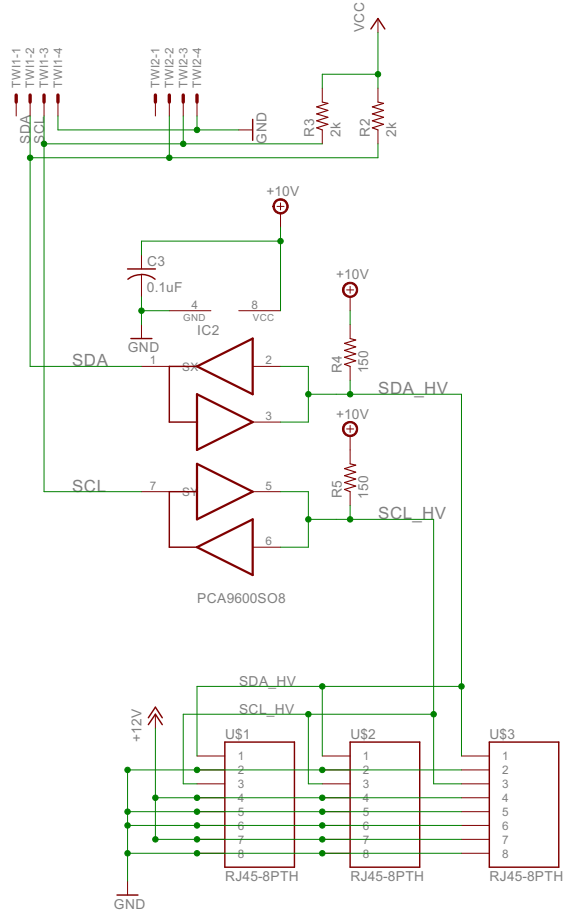 VCC
TWI1-1
TWI1-2
TWI1-3
TWI1-4
TWI2-1
TWI2-2
TWI2-3
TWI2-4
SDA
SCL
GND
R3
2k
R2
2k
+10V
C3
0.1uF
4
GND
8
VCC
IC2
GND
+10V
R4
150
SDA
1
SX
2
SDA_HV
3
+10V
R5
150
SCL
7
SY
5
SCL_HV
6
PCA9600SO8
SDA_HV
SCL_HV
+12V
U$1
1
2
3
4
5
6
7
8
RJ45-8PTH
U$2
1
2
3
4
5
6
7
8
RJ45-8PTH
U$3
1
2
3
4
5
6
7
8
RJ45-8PTH
GND